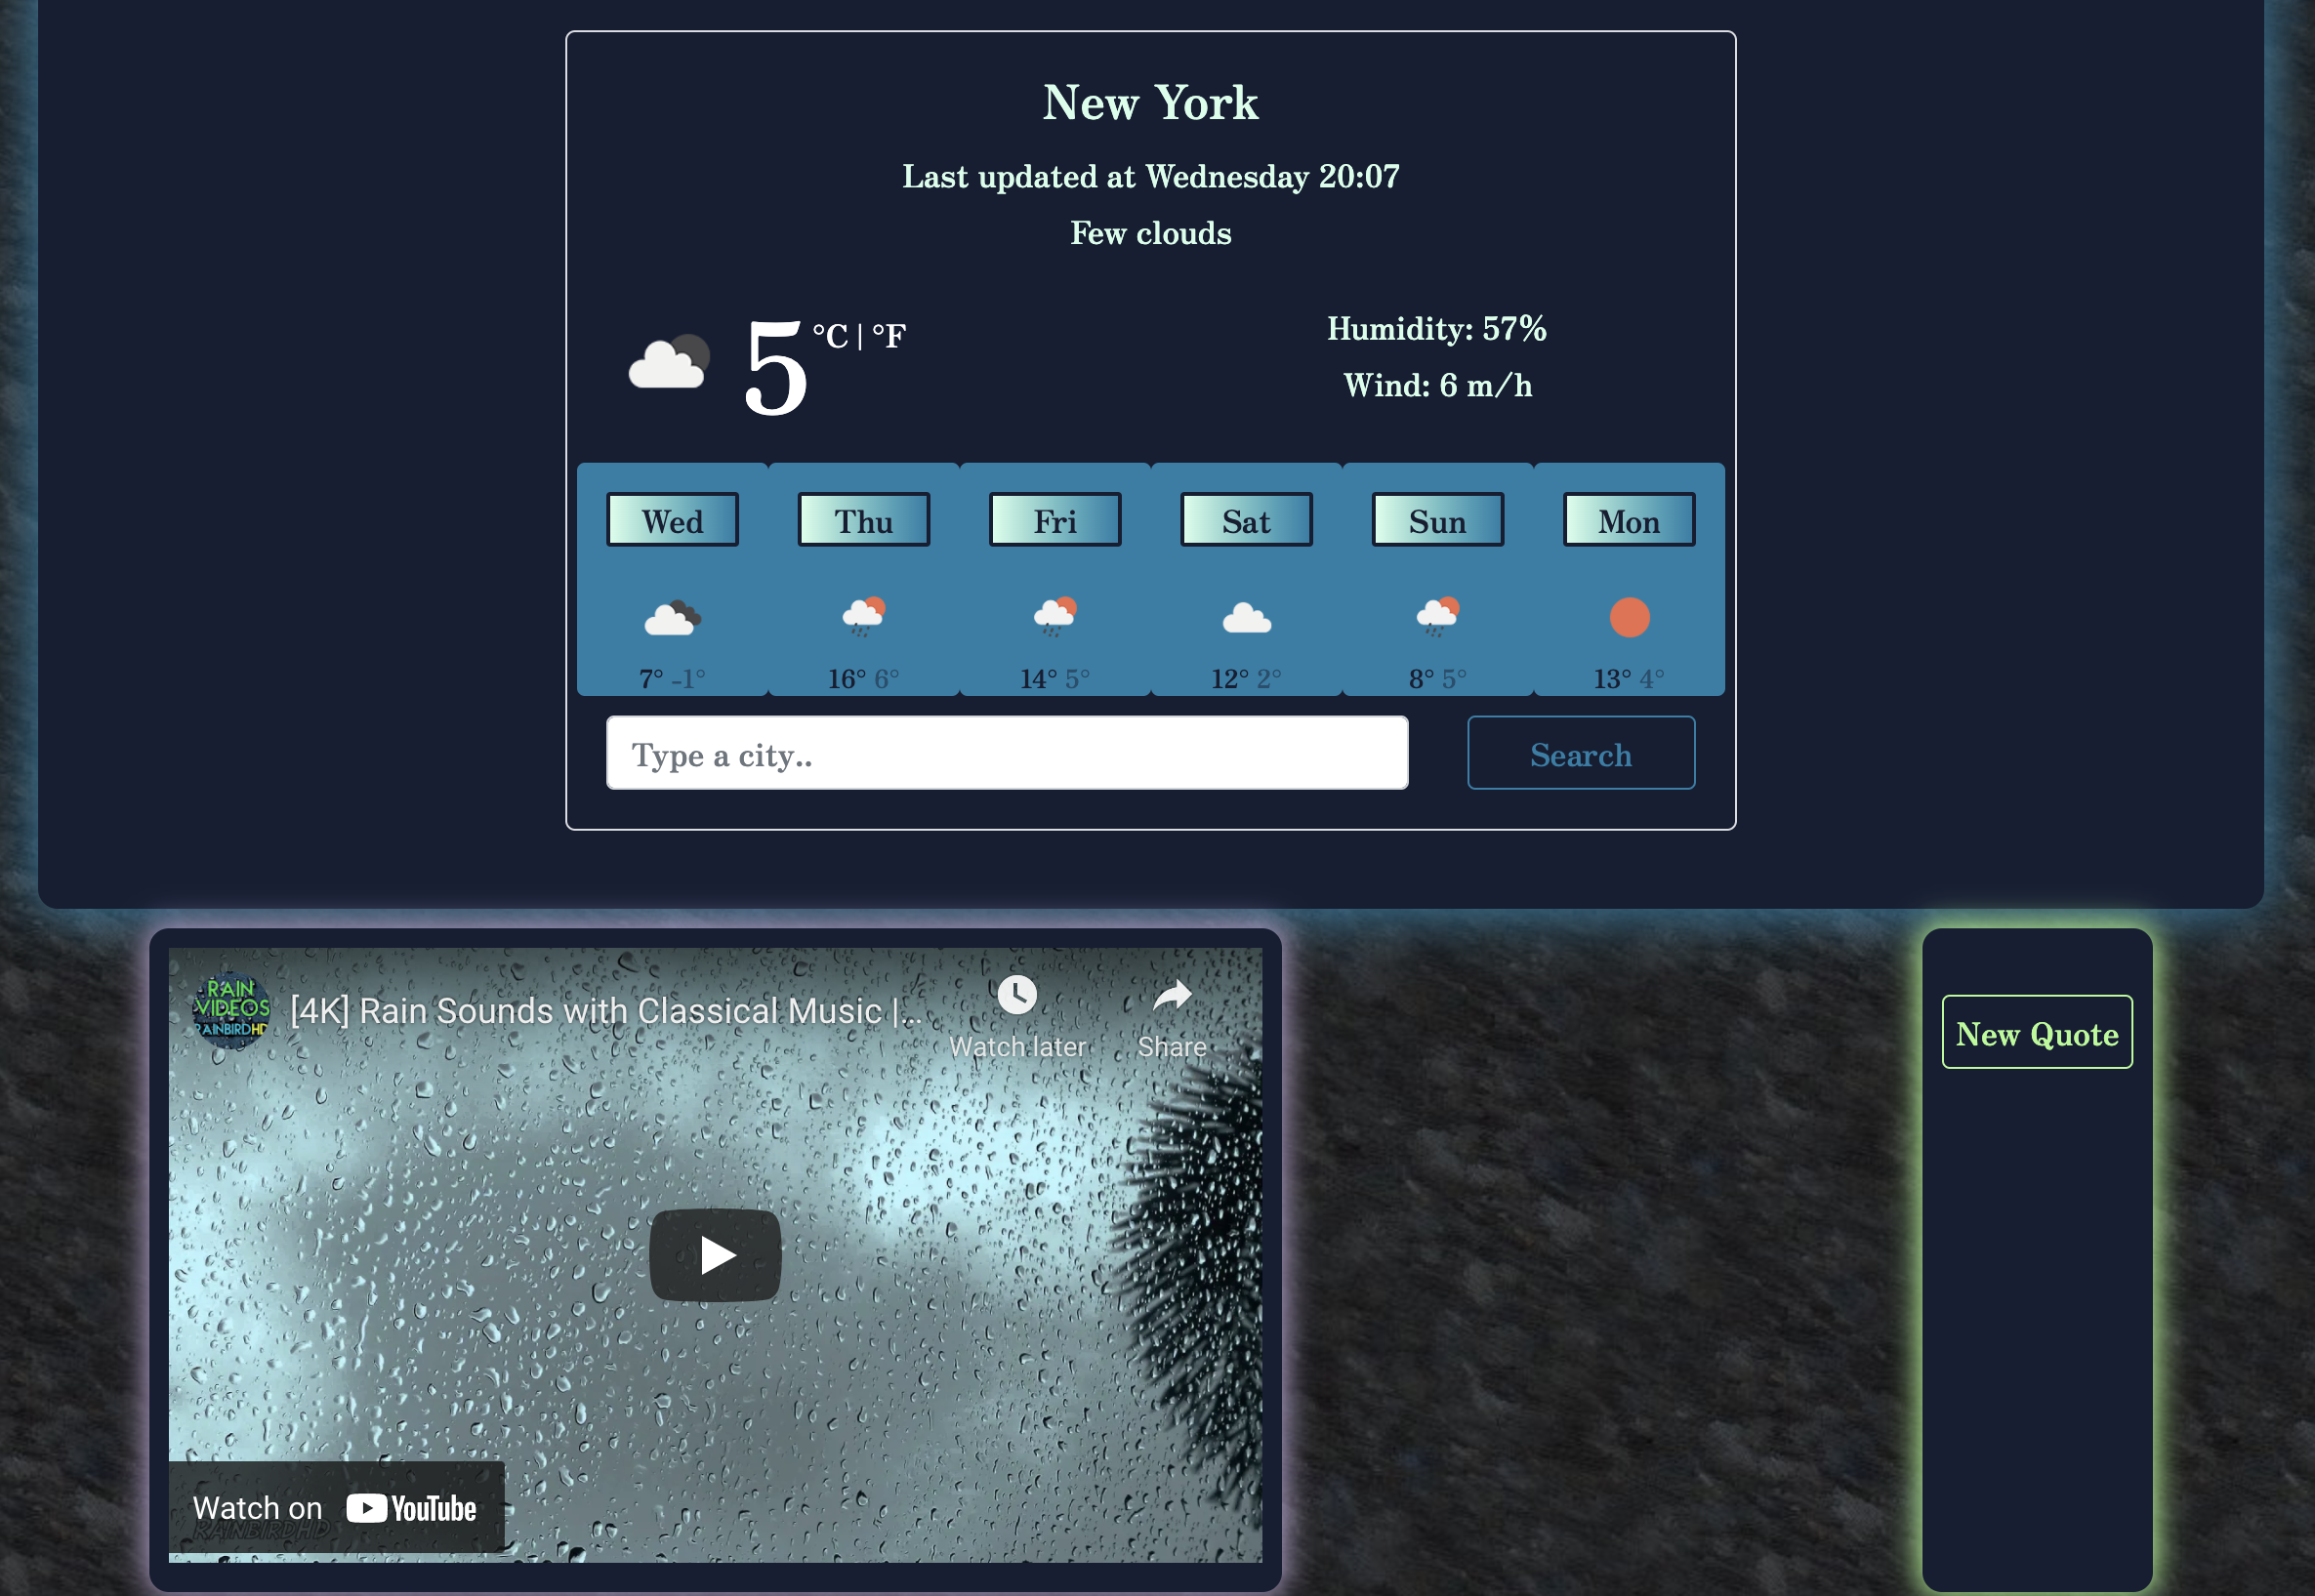 New York
Last updated at Wednesday 20:07
Few clouds
5 °C | °F
Humidity: 57%
Wind: 6 m/h
Wed Thu Fri Sat Sun Mon
7° -1° 16° 6° 14° 5° 12° 2° 8° 5° 13° 4°
Type a city.. Search
RAIN
VIDEOS
RAINBIRDHD
[4K] Rain Sounds with Classical Music |...
Watch later Share
New Quote
Watch on YouTube
RAINBIRDHD